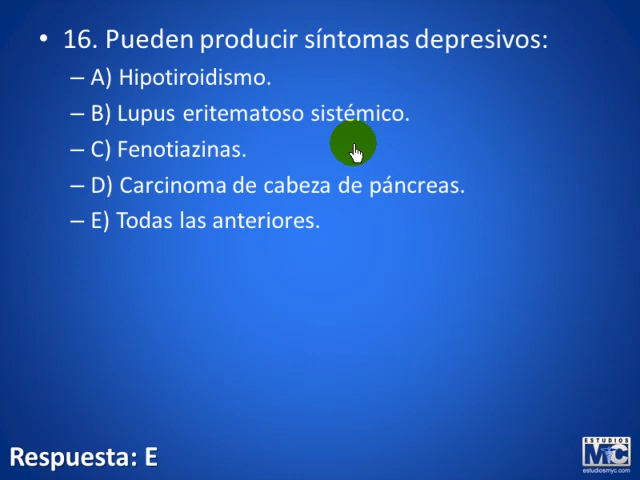 • 16. Pueden producir síntomas depresivos:
– A) Hipotiroidismo.
– B) Lupus eritematoso sistémico.
– C) Fenotiazinas.
– D) Carcinoma de cabeza de páncreas.
– E) Todas las anteriores.
Respuesta: E
ESTUDIOS
MYC
estudiosmyc.com